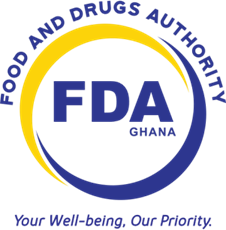 FOOD AND DRUGS AUTHORITY
FDA
GHANA
Your Well-being, Our Priority.